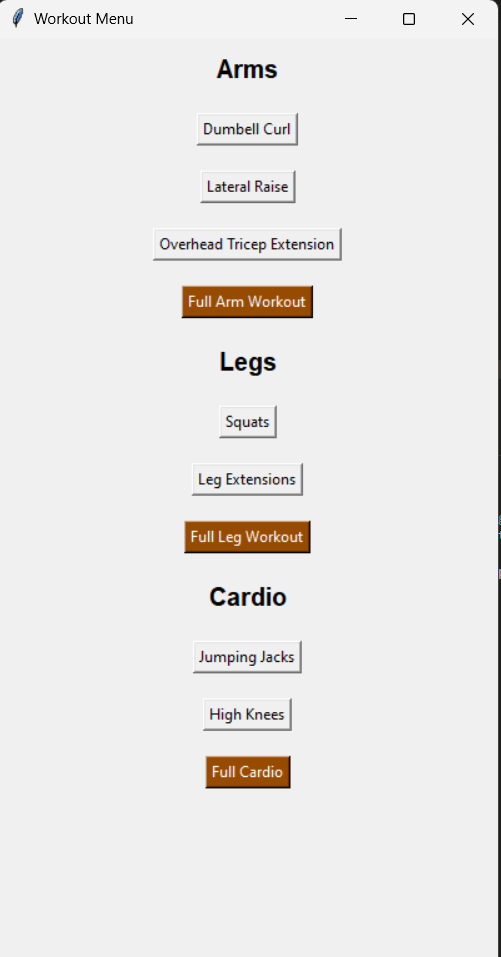 Workout Menu
Arms
Dumbell Curl
Lateral Raise
Overhead Tricep Extension
Full Arm Workout
Legs
Squats
Leg Extensions
Full Leg Workout
Cardio
Jumping Jacks
High Knees
Full Cardio